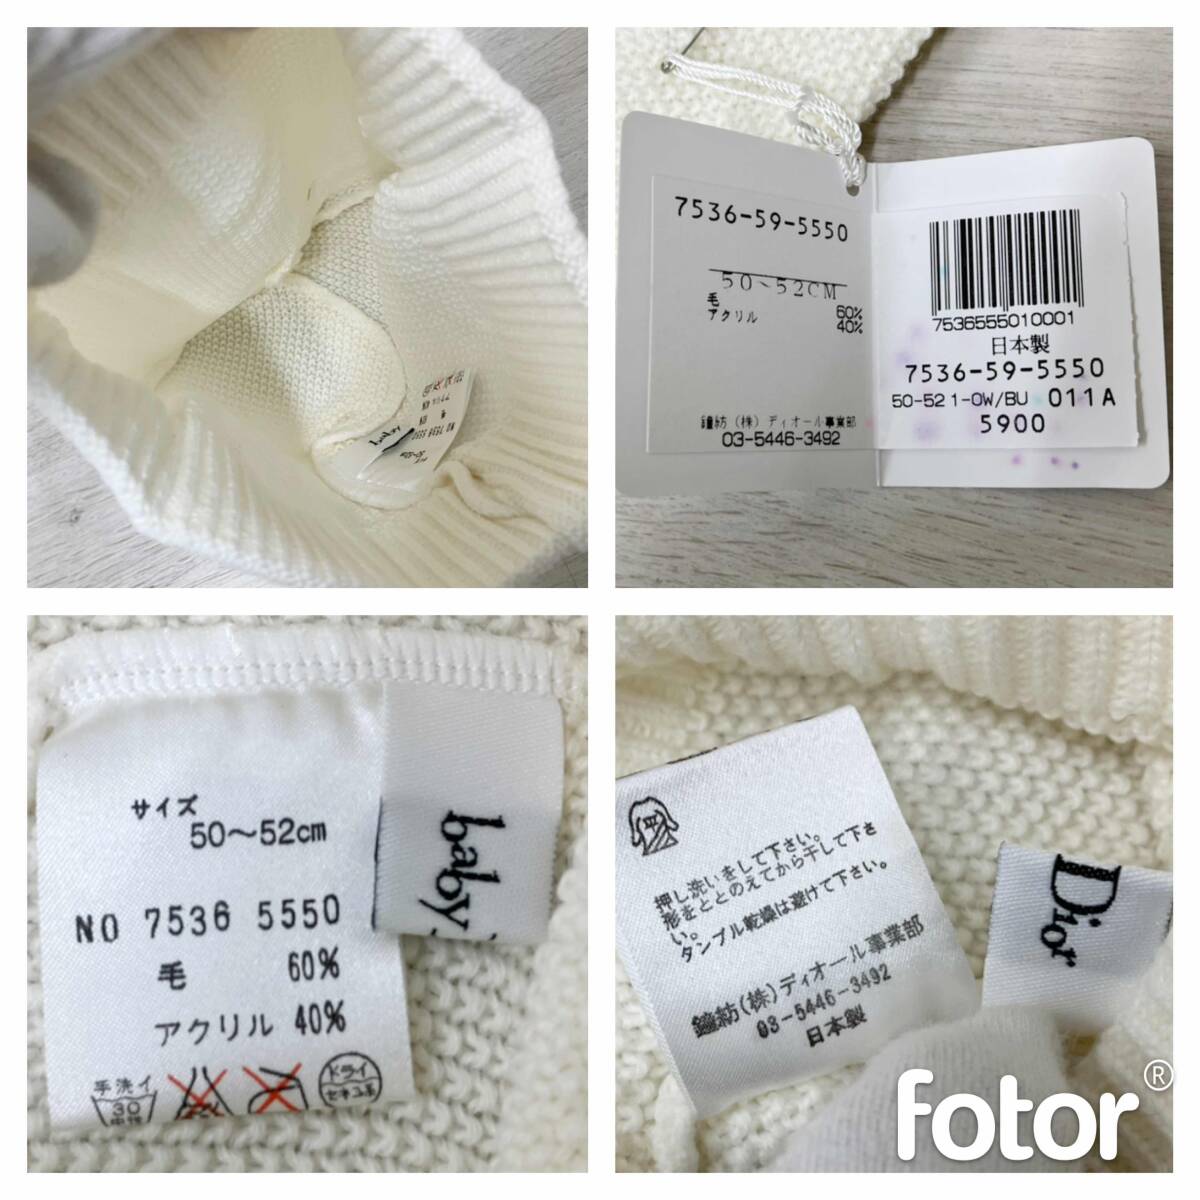 7536-59-5550
50~52CM
毛 60%
アクリル 40%
鐘紡 (株) ディオール事業部
03-5446-3492
7536555010001
日本製
7536-59-5550
50-52 1-OW/BU 011A
5900
baby
サイズ
50～52cm
NO 7536 5550
毛 60%
アクリル 40%
手洗イ
30
中性
ドライ
セキユ系
baby
押し洗いをして下さい。
形をととのえてから干して下さ
い。
タンブル乾燥は避けて下さい。
鐘紡(株)ディオール事業部
03-5446-3492
日本製
Dior
fotor®